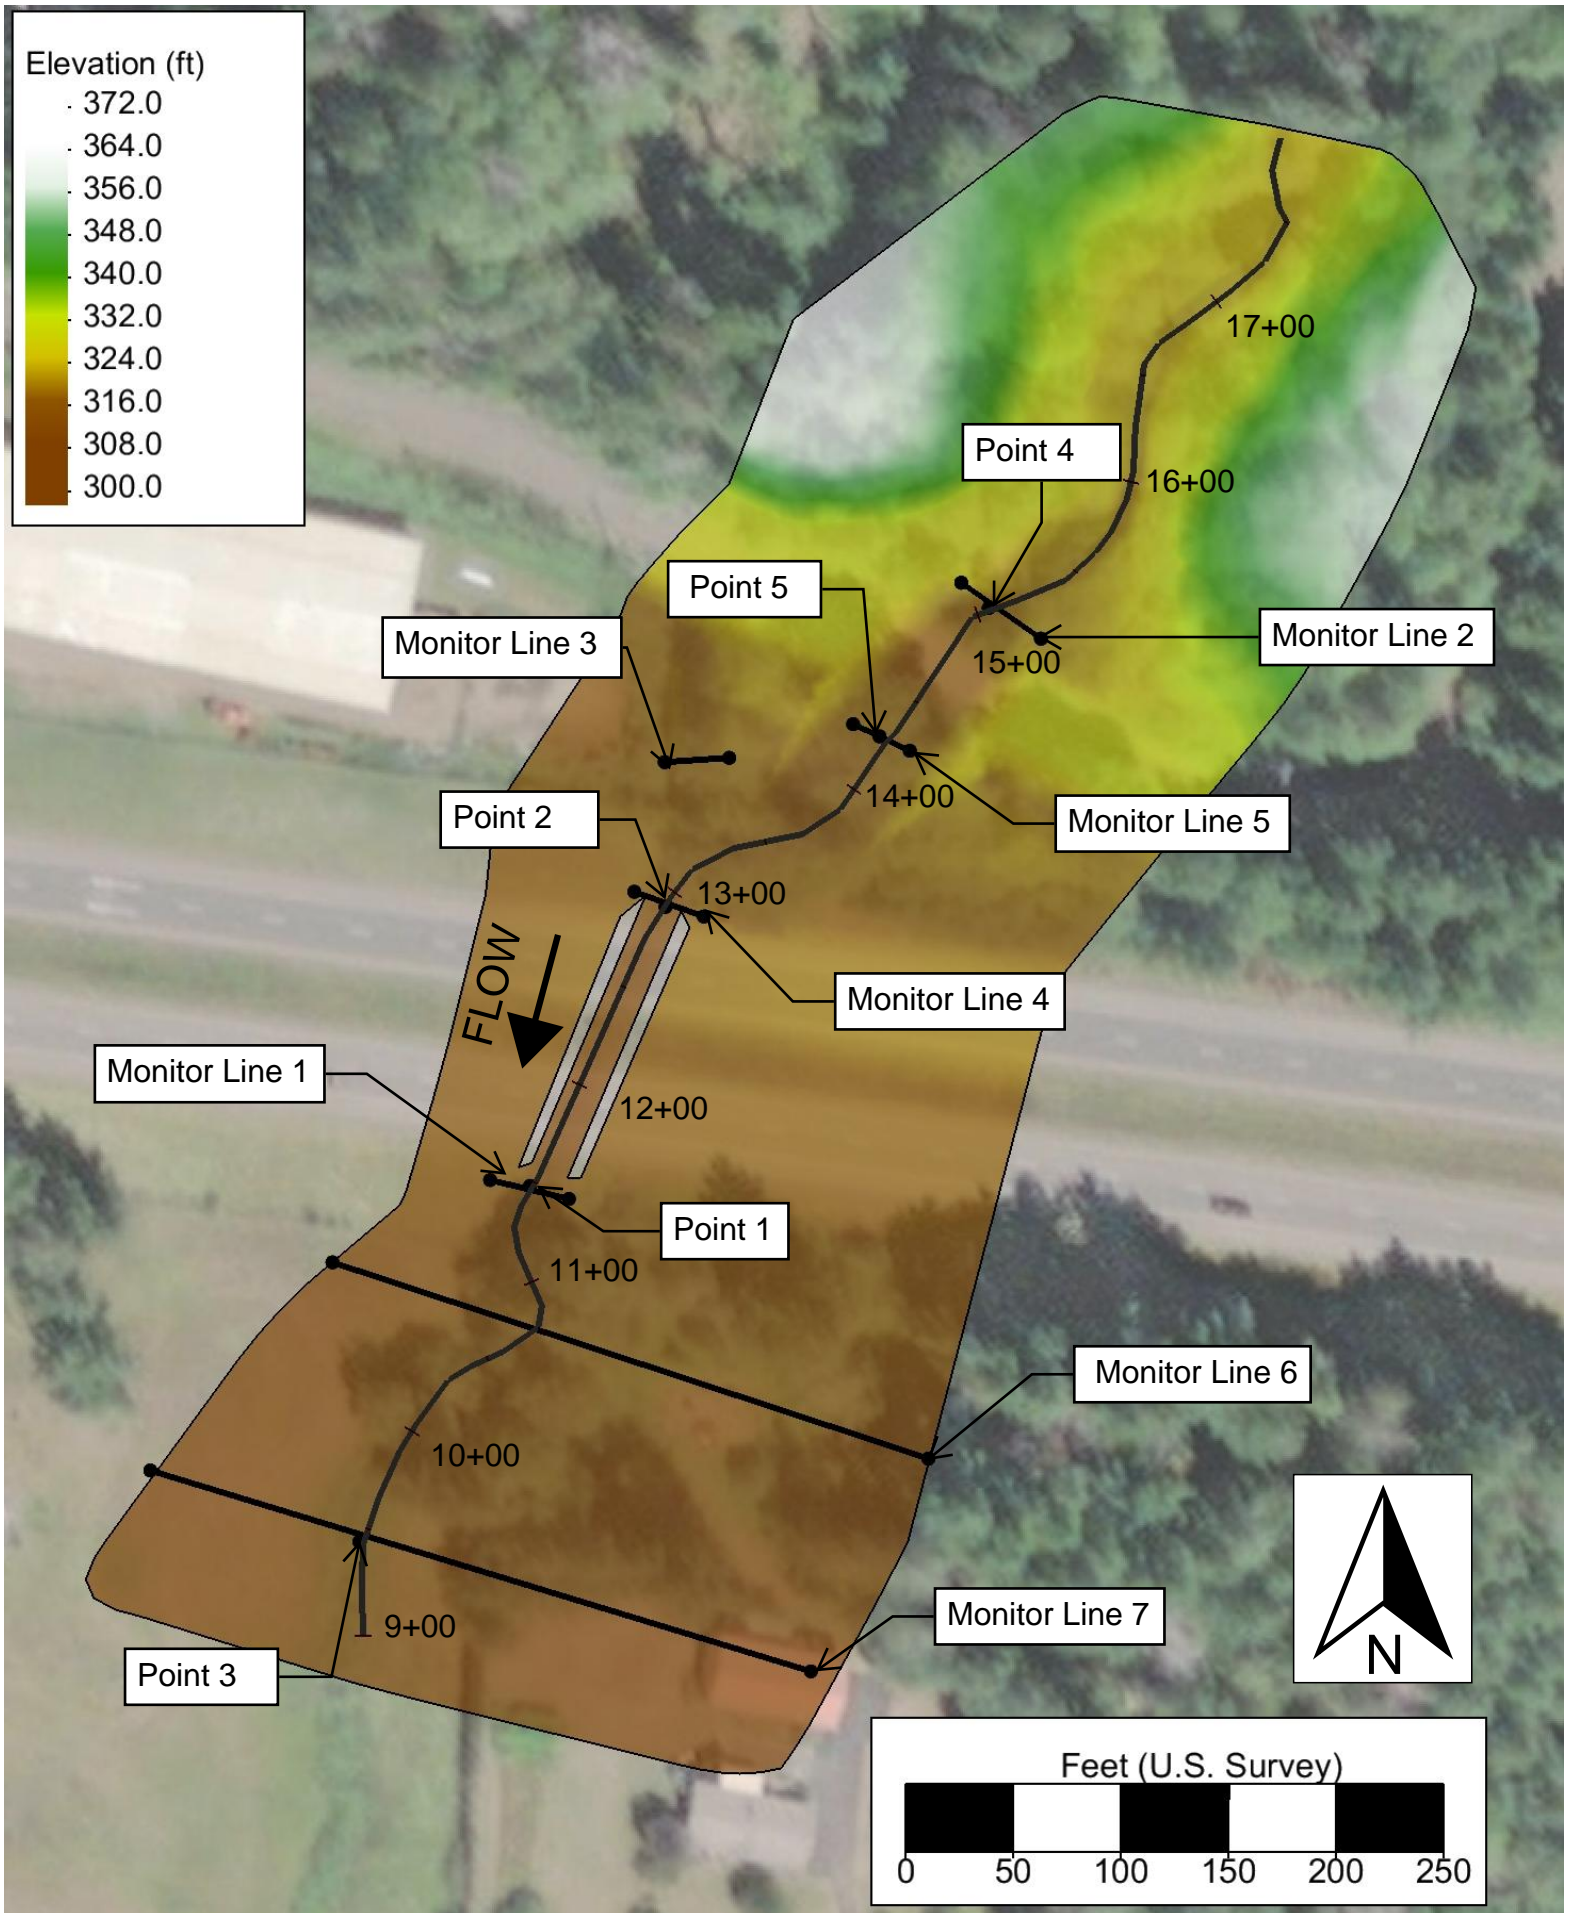 Elevation (ft)
372.0
364.0
356.0
348.0
340.0
332.0
324.0
316.0
308.0
300.0
17+00
Point 4
16+00
Point 5
Monitor Line 3
Monitor Line 2
15+00
14+00
Point 2
Monitor Line 5
13+00
FLOW
Monitor Line 4
Monitor Line 1
12+00
Point 1
11+00
Monitor Line 6
10+00
Monitor Line 7
9+00
Point 3
N
Feet (U.S. Survey)
0 50 100 150 200 250